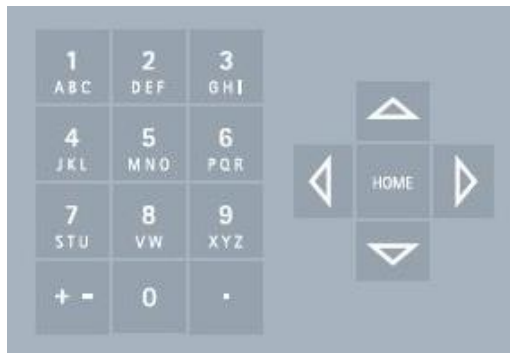 1 2 3
ABC DEF GHI
4 5 6
JKL MNO PQR
HOME
7 8 9
STU VW XYZ
+ - 0 .